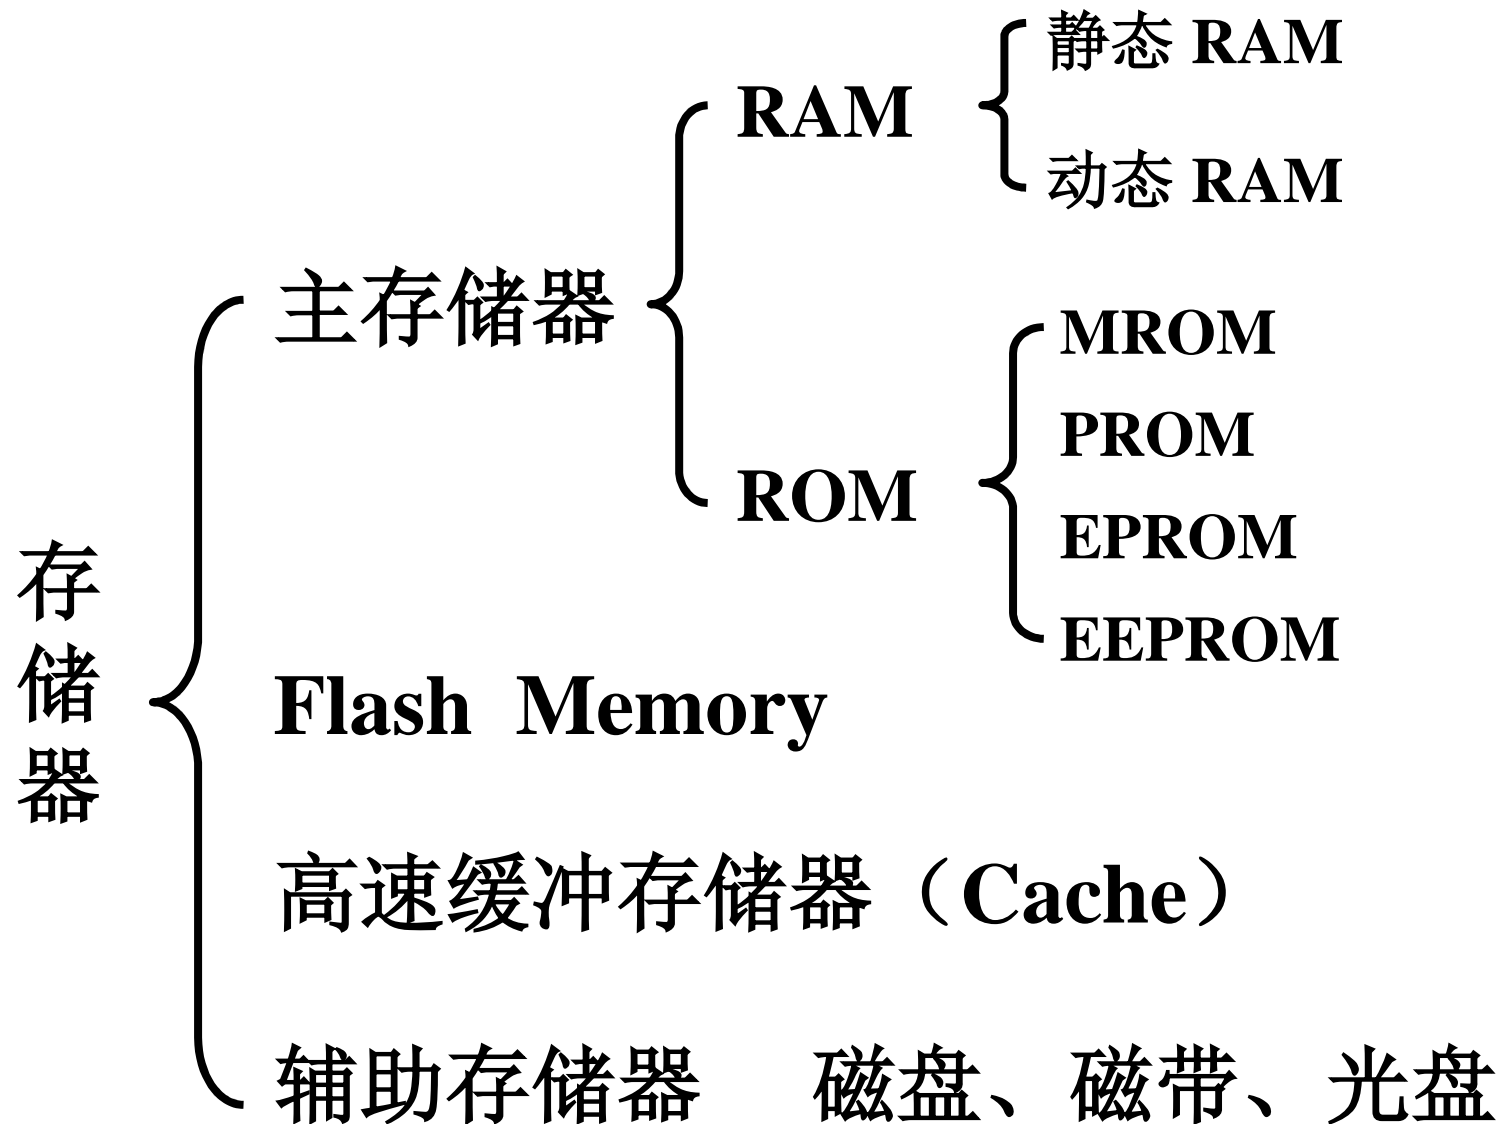 存储器
主存储器
RAM
静态 RAM
动态 RAM
ROM
MROM
PROM
EPROM
EEPROM
Flash Memory
高速缓冲存储器（Cache）
辅助存储器 磁盘、磁带、光盘